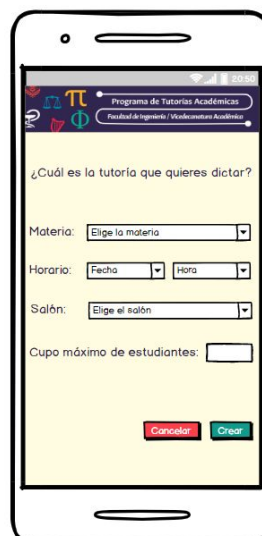 20:50
Programa de Tutorías Académicas
Facultad de Ingeniería / Vicedecanatura Académica
¿Cuál es la tutoría que quieres dictar?
Materia: Elige la materia
Horario: Fecha Hora
Salón: Elige el salón
Cupo máximo de estudiantes:
Cancelar Crear